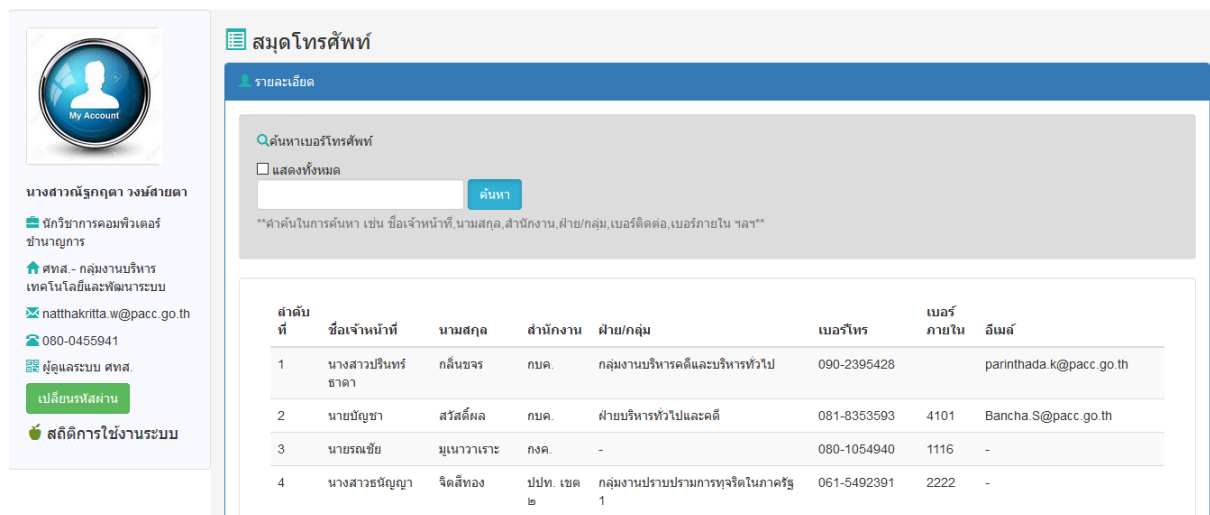 My Account
นางสาวณัฐกฤตา วงษ์สายตา
นักวิชาการคอมพิวเตอร์
ชำนาญการ
ศทส.- กลุ่มงานบริหาร
เทคโนโลยีและพัฒนาระบบ
natthakritta.w@pacc.go.th
080-0455941
ผู้ดูแลระบบ ศทส.
เปลี่ยนรหัสผ่าน
สถิติการใช้งานระบบ
สมุดโทรศัพท์
รายละเอียด
ค้นหาเบอร์โทรศัพท์
แสดงทั้งหมด
ค้นหา
**คำค้นในการค้นหา เช่น ชื่อเจ้าหน้าที่,นามสกุล,สำนักงาน,ฝ่าย/กลุ่ม,เบอร์ติดต่อ,เบอร์ภายใน ฯลฯ**
ลำดับ เบอร์
ที่ ชื่อเจ้าหน้าที่ นามสกุล สำนักงาน ฝ่าย/กลุ่ม เบอร์โทร ภายใน อีเมล์
1 นางสาวปรินทร์ กลิ่นขจร กบค. กลุ่มงานบริหารคดีและบริหารทั่วไป 090-2395428 parinthada.k@pacc.go.th
ธาดา
2 นายบัญชา สวัสดิ์ผล กบค. ฝ่ายบริหารทั่วไปและคดี 081-8353593 4101 Bancha.S@pacc.go.th
3 นายรณชัย มูเนาวาเราะ กงค. - 080-1054940 1116 -
4 นางสาวธนัญญา จิตสีทอง ปปท. เขต กลุ่มงานปราบปรามการทุจริตในภาครัฐ 061-5492391 2222 -
๒ 1